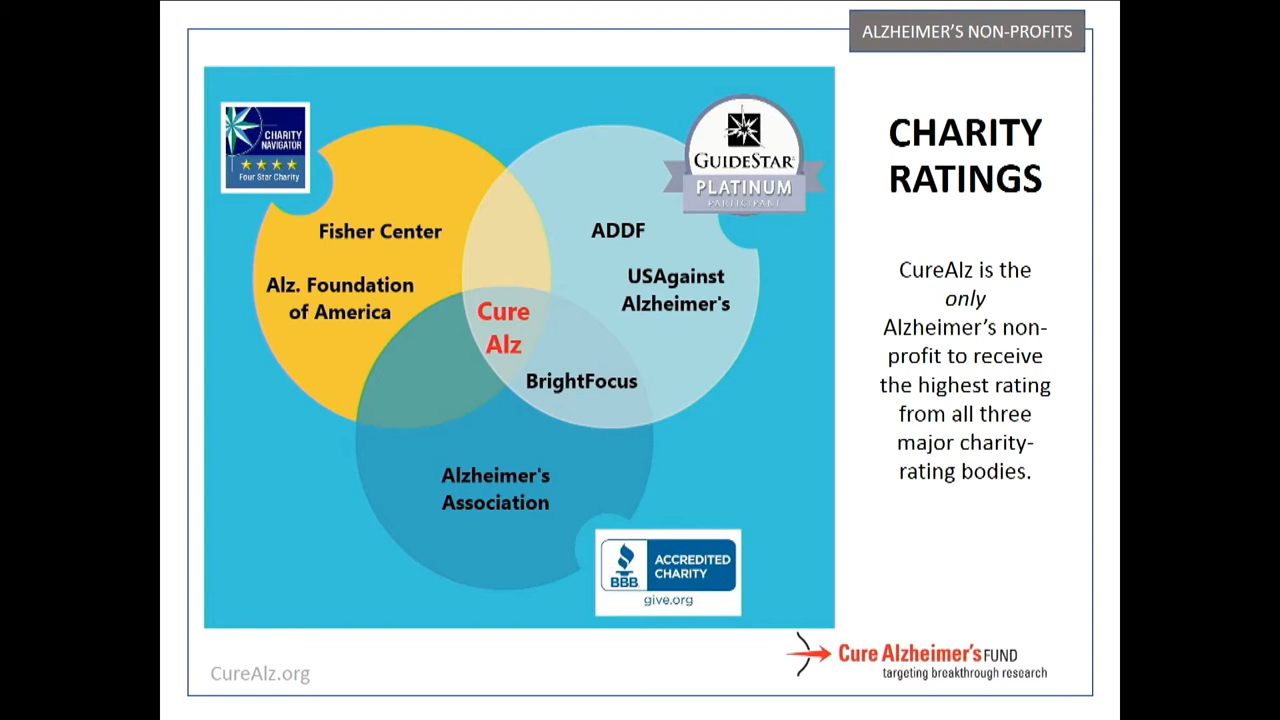 ALZHEIMER'S NON-PROFITS
CHARITY
NAVIGATOR
Four Star Charity
GUIDESTAR
PLATINUM
PARTICIPANT
Fisher Center
Alz. Foundation
of America
ADDF
USAgainst
Alzheimer's
Cure
Alz
BrightFocus
Alzheimer's
Association
BBB
ACCREDITED
CHARITY
give.org
CHARITY
RATINGS
CureAlz is the
only
Alzheimer's non-
profit to receive
the highest rating
from all three
major charity-
rating bodies.
CureAlz.org
Cure Alzheimer's FUND
targeting breakthrough research